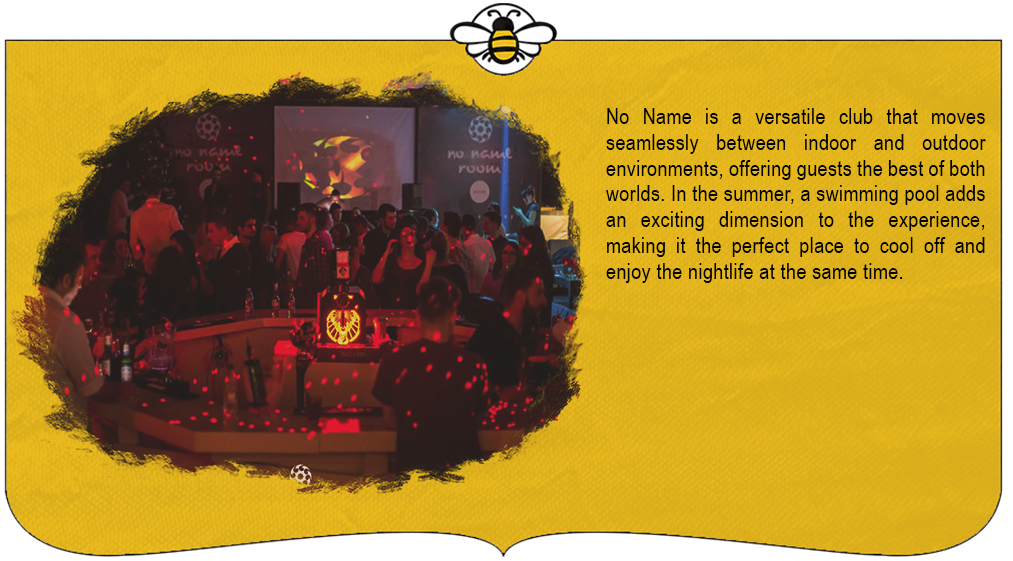 no name
room
no name
room
No Name is a versatile club that moves
seamlessly between indoor and outdoor
environments, offering guests the best of both
worlds. In the summer, a swimming pool adds
an exciting dimension to the experience,
making it the perfect place to cool off and
enjoy the nightlife at the same time.